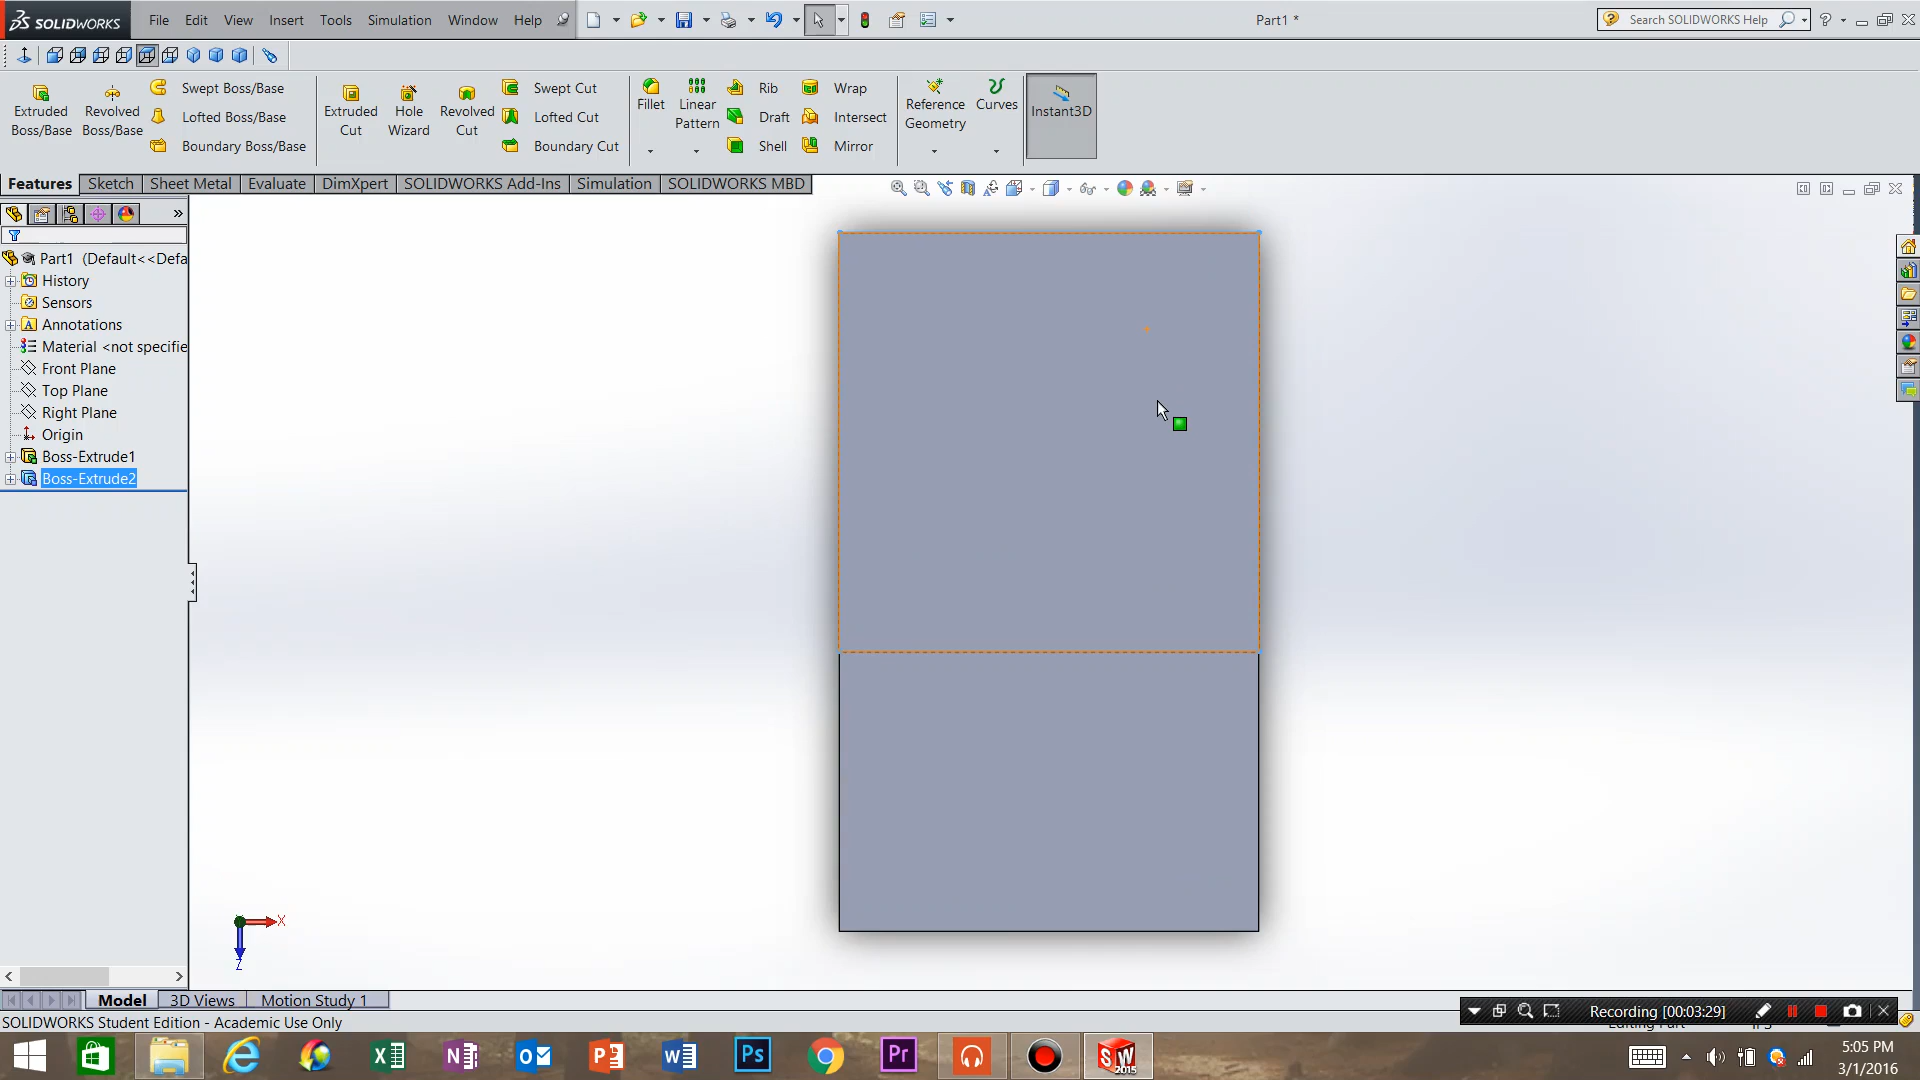 SOLIDWORKS File Edit View Insert Tools Simulation Window Help Part1 * Search SOLIDWORKS Help
Extruded Boss/Base
Revolved Boss/Base
Swept Boss/Base
Lofted Boss/Base
Boundary Boss/Base
Extruded Cut
Hole Wizard
Revolved Cut
Swept Cut
Lofted Cut
Boundary Cut
Fillet
Linear Pattern
Rib
Draft
Shell
Wrap
Intersect
Mirror
Reference Geometry
Curves
Instant3D
Features Sketch Sheet Metal Evaluate DimXpert SOLIDWORKS Add-Ins Simulation SOLIDWORKS MBD
Part1 (Default<<Defa
History
Sensors
Annotations
Material <not specifie
Front Plane
Top Plane
Right Plane
Origin
Boss-Extrude1
Boss-Extrude2
X
Z
Model 3D Views Motion Study 1
Recording [00:03:29]
SOLIDWORKS Student Edition - Academic Use Only
5:05 PM
3/1/2016